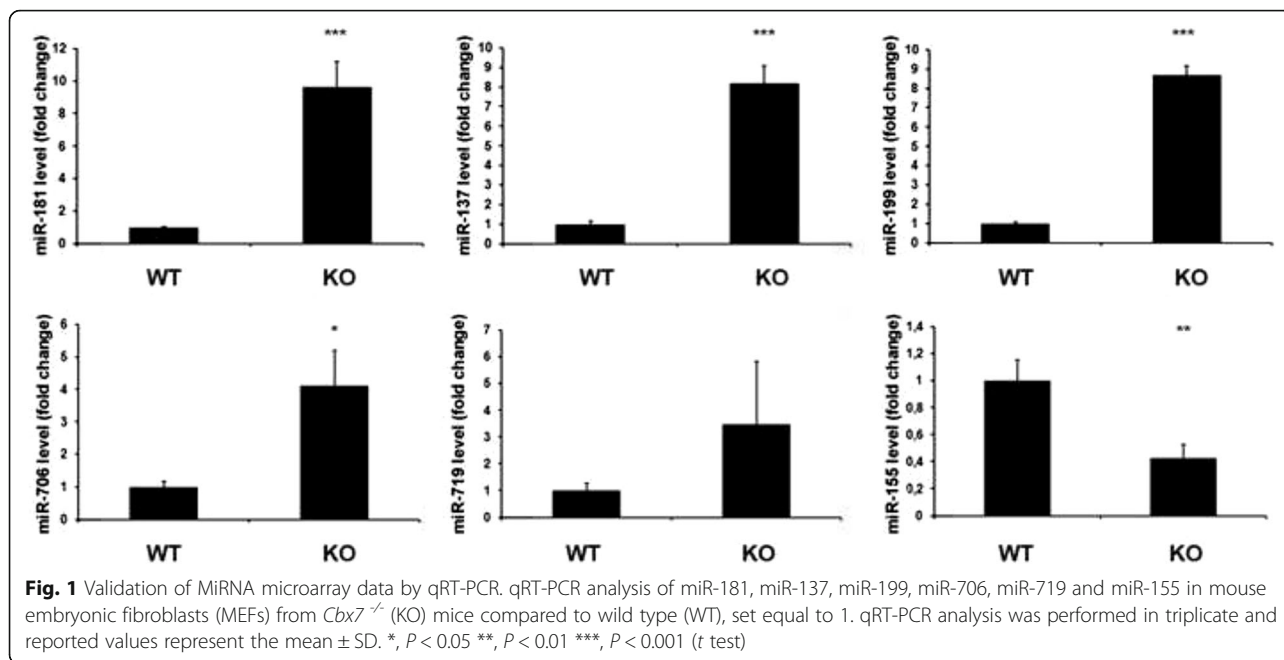 ***
miR-181 level (fold change)
12
10
8
6
4
2
0
WT
KO
***
miR-137 level (fold change)
10
9
8
7
6
5
4
3
2
1
0
WT
KO
***
miR-199 level (fold change)
10
9
8
7
6
5
4
3
2
1
0
WT
KO
*
miR-706 level (fold change)
6
5
4
3
2
1
0
WT
KO
miR-719 level (fold change)
7
6
5
4
3
2
1
0
WT
KO
**
miR-155 level (fold change)
1,4
1,2
1
0,8
0,6
0,4
0,2
0
WT
KO
Fig. 1 Validation of MiRNA microarray data by qRT-PCR. qRT-PCR analysis of miR-181, miR-137, miR-199, miR-706, miR-719 and miR-155 in mouse
embryonic fibroblasts (MEFs) from Cbx7 -/- (KO) mice compared to wild type (WT), set equal to 1. qRT-PCR analysis was performed in triplicate and
reported values represent the mean ± SD. *, P < 0.05 **, P < 0.01 ***, P < 0.001 (t test)